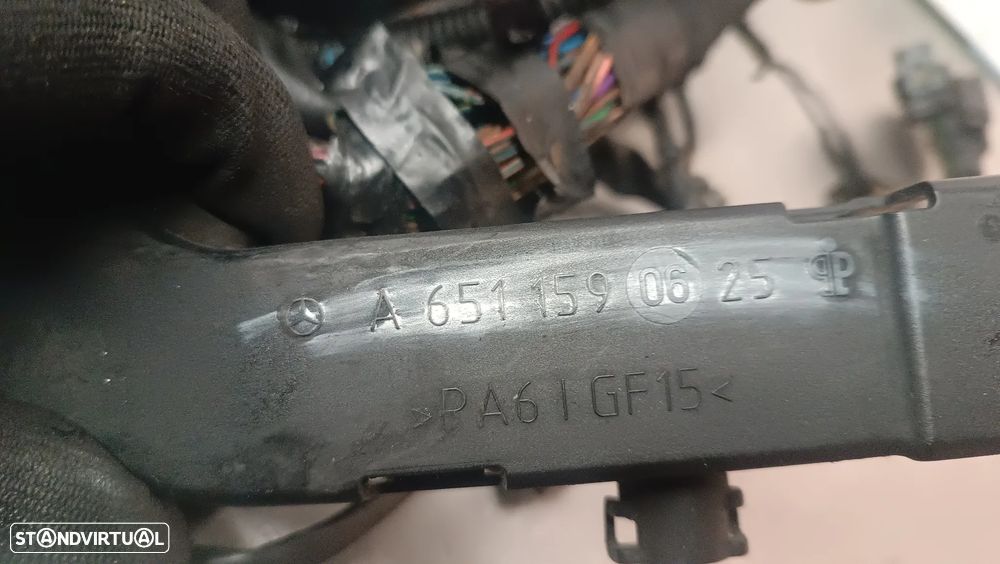 A 651 159 06 25
>PA6 I GF15<
STANDVIRTUAL